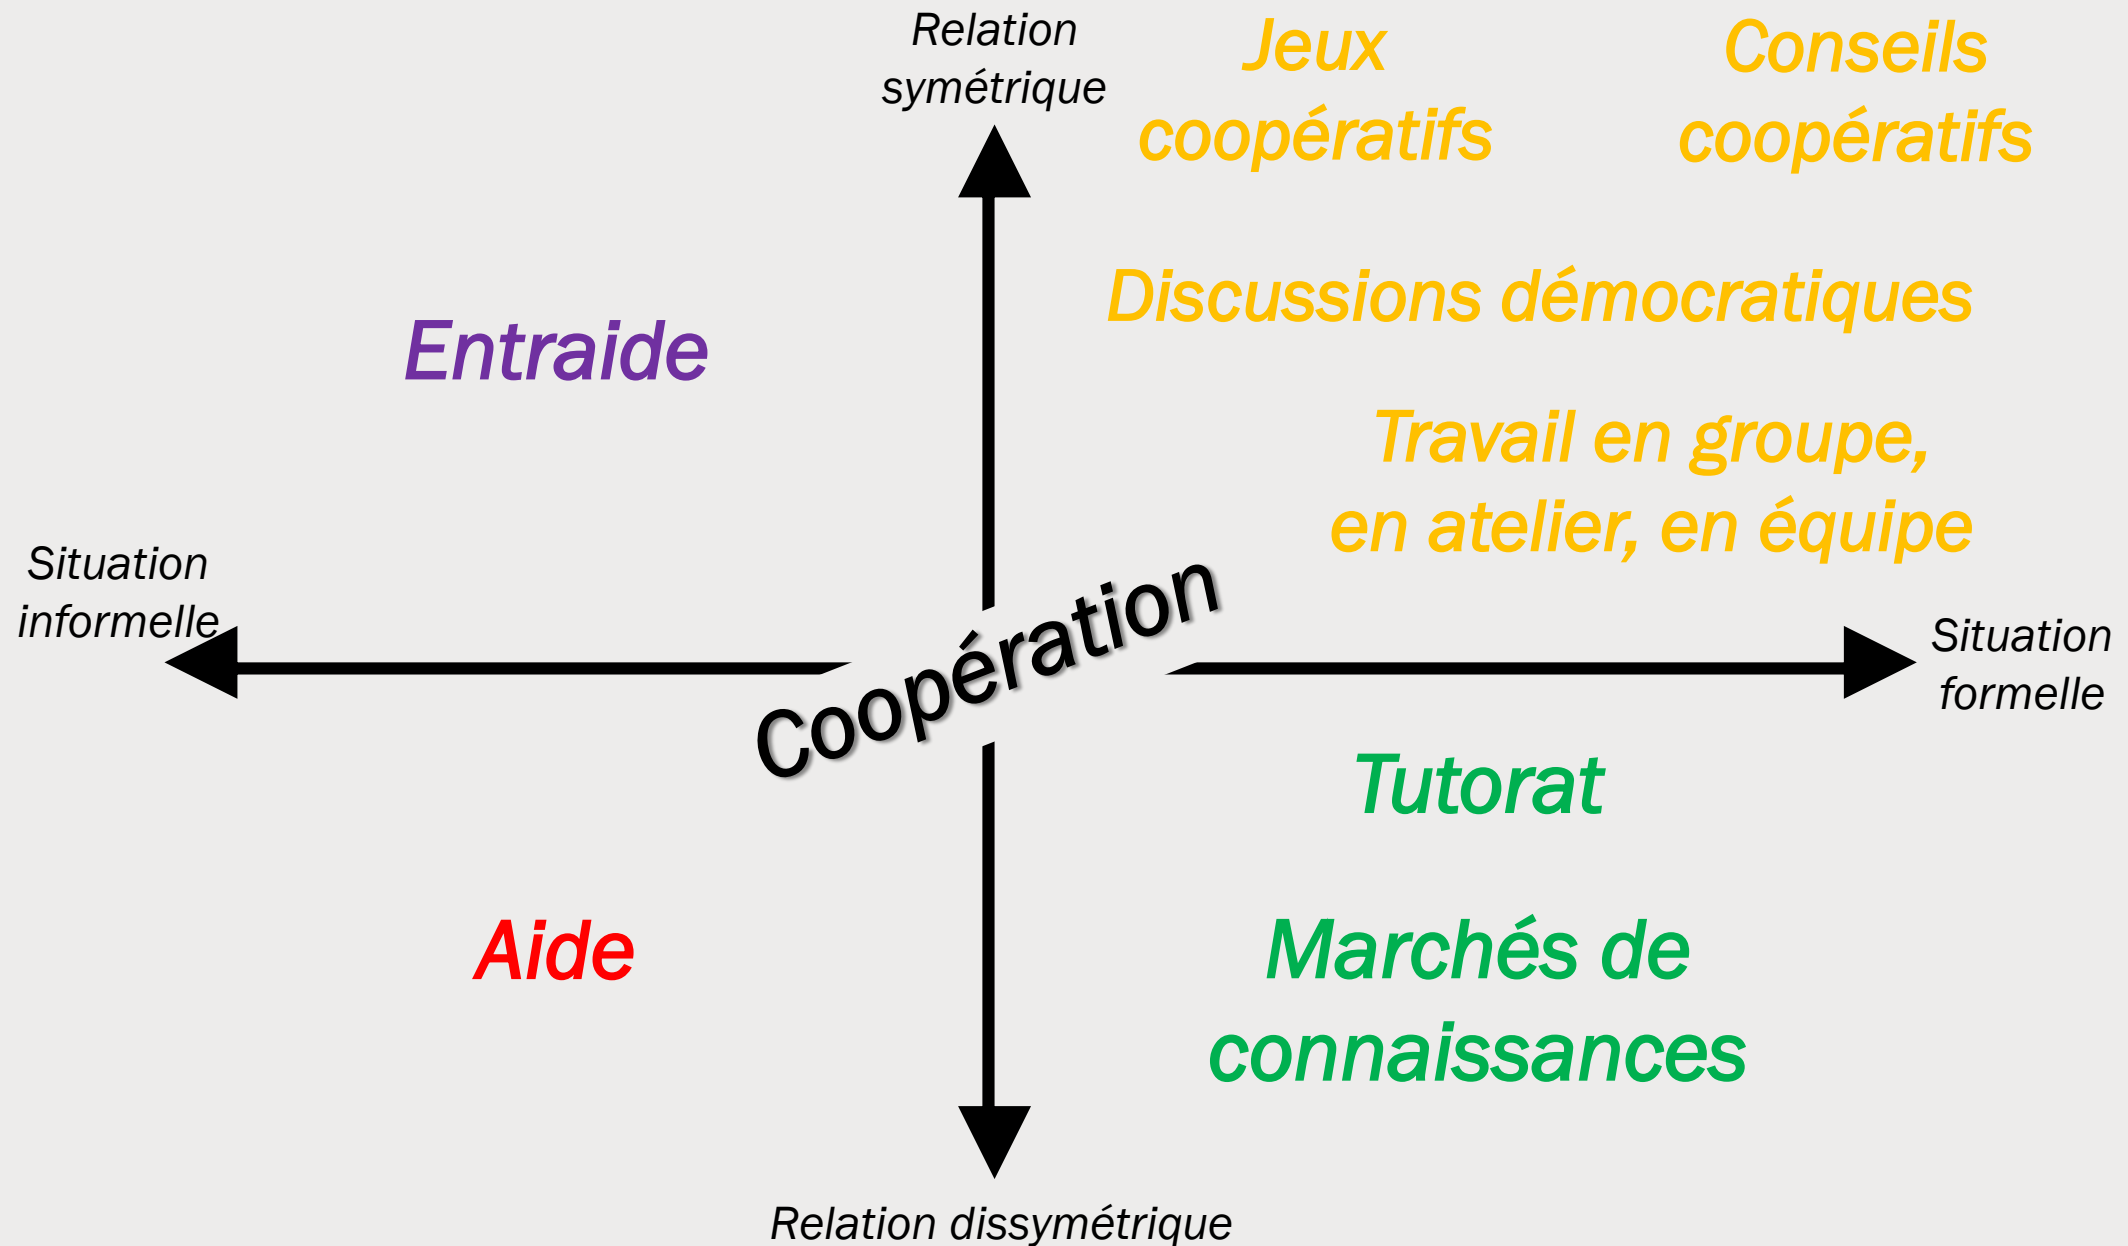 Relation
symétrique
Jeux
coopératifs
Conseils
coopératifs
Discussions démocratiques
Entraide
Travail en groupe,
en atelier, en équipe
Situation
informelle
Coopération
Situation
formelle
Tutorat
Aide
Marchés de
connaissances
Relation dissymétrique